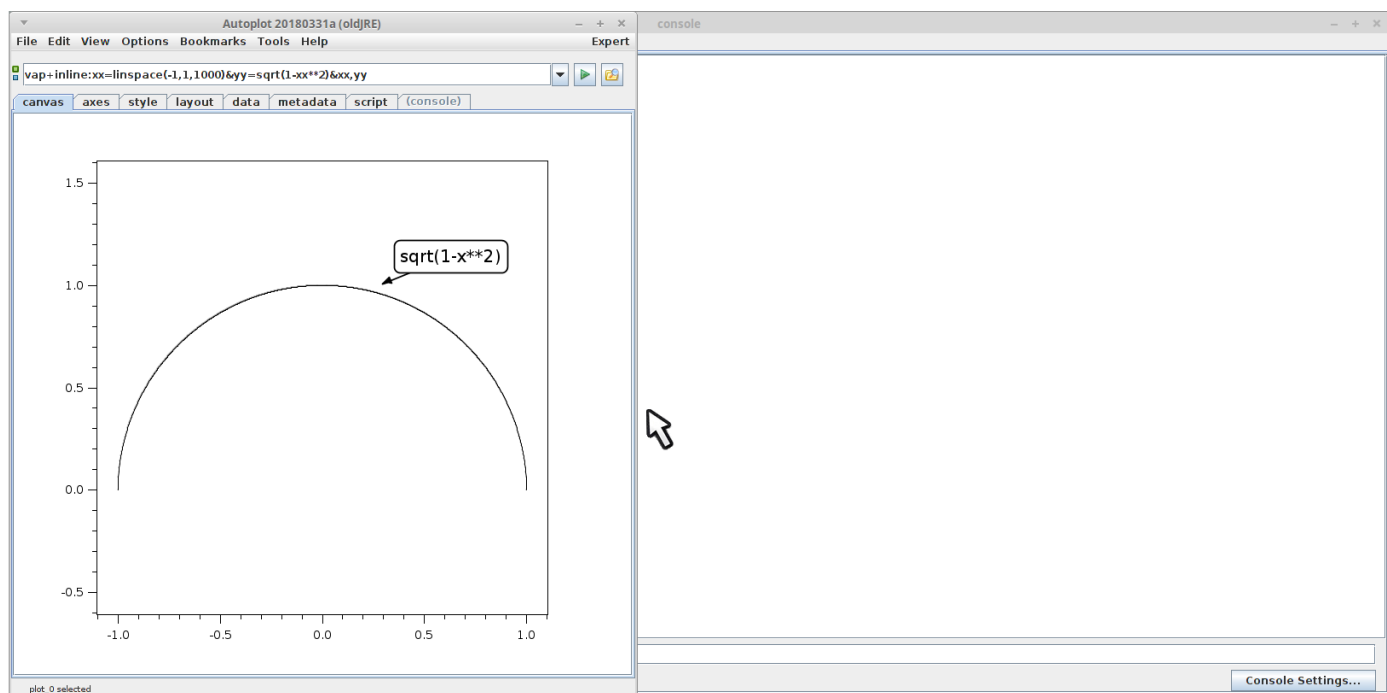 Autoplot 20180331a (oldJRE)
console
File Edit View Options Bookmarks Tools Help Expert
vap+inline:xx=linspace(-1,1,1000)&yy=sqrt(1-xx**2)&xx,yy
canvas axes style layout data metadata script (console)
1.5
sqrt(1-x**2)
1.0
0.5
0.0
-0.5
-1.0 -0.5 0.0 0.5 1.0
Console Settings...
plot_0 selected